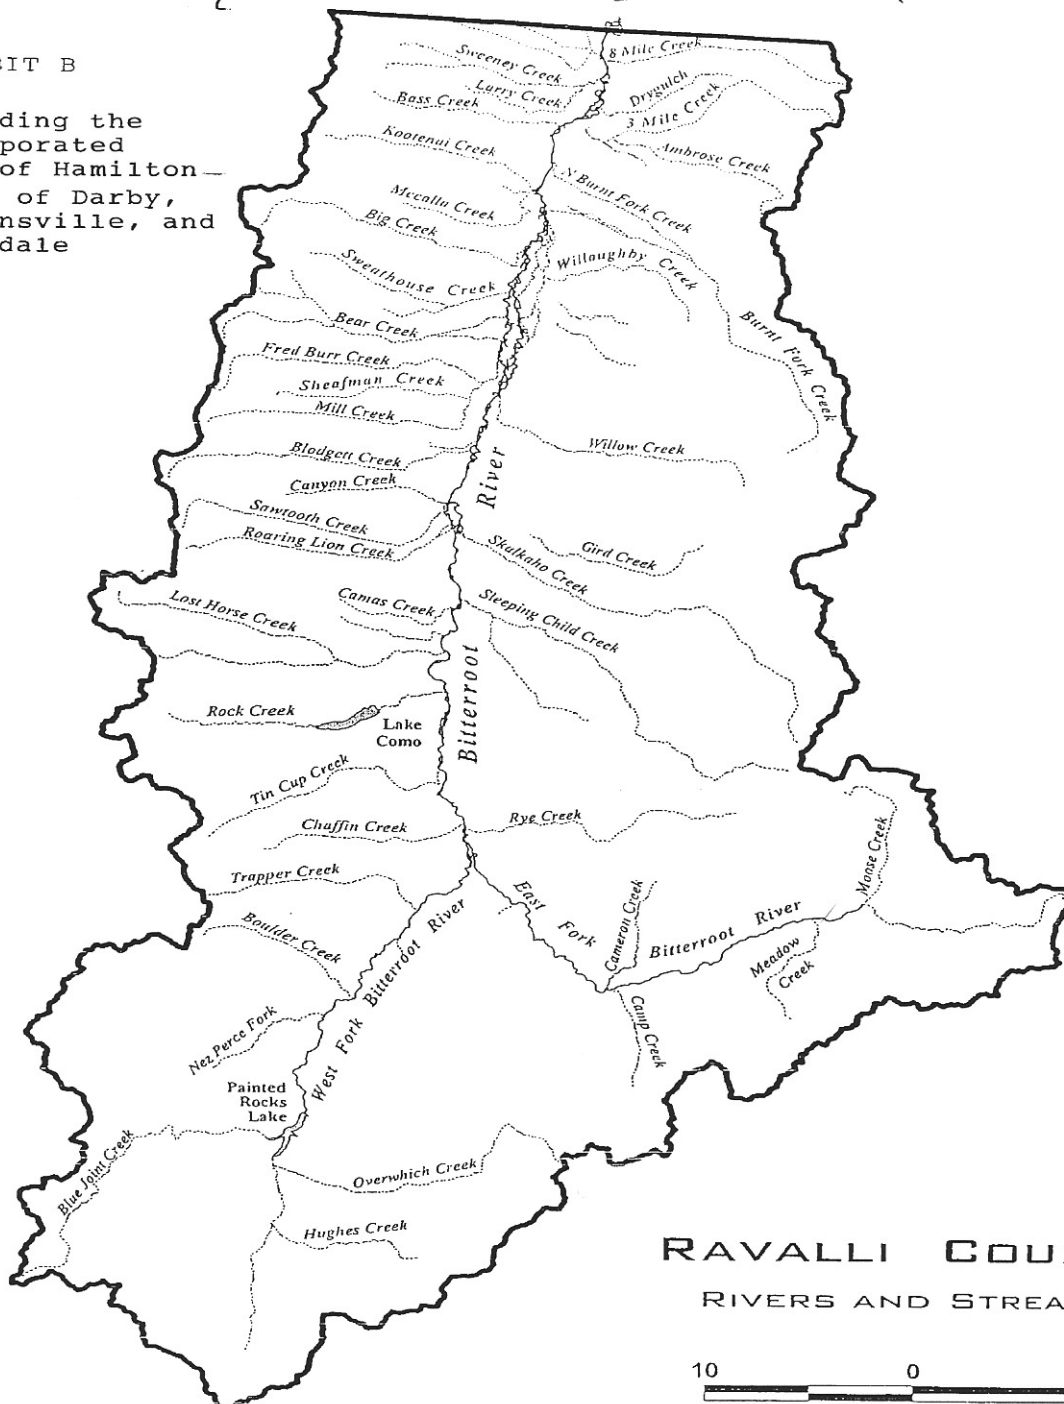 IT B
ding the
porated
of Hamilton
of Darby,
nsville, and
dale
8 Mile Creek
Sweeney Creek
Larry Creek
Drygulch
Bass Creek
3 Mile Creek
Kootenai Creek
Ambrose Creek
N Burnt Fork Creek
Mccalla Creek
Big Creek
Willoughby Creek
Sweathouse Creek
Bear Creek
Burnt Fork Creek
Fred Burr Creek
Sheafman Creek
Mill Creek
Blodgett Creek
Willow Creek
Canyon Creek
River
Sawtooth Creek
Roaring Lion Creek
Gird Creek
Skalkaho Creek
Lost Horse Creek
Camas Creek
Sleeping Child Creek
Bitterroot
Rock Creek
Lake
Como
Tin Cup Creek
Chaffin Creek
Rye Creek
Moose Creek
Trapper Creek
East Fork
Cameron Creek
Bitterroot River
Boulder Creek
West Fork Bitterroot River
Meadow
Creek
Camp Creek
Nez Perce Fork
Painted
Rocks
Lake
Blue Joint Creek
Overwhich Creek
Hughes Creek
RAVALLI COU
RIVERS AND STREA
10 0